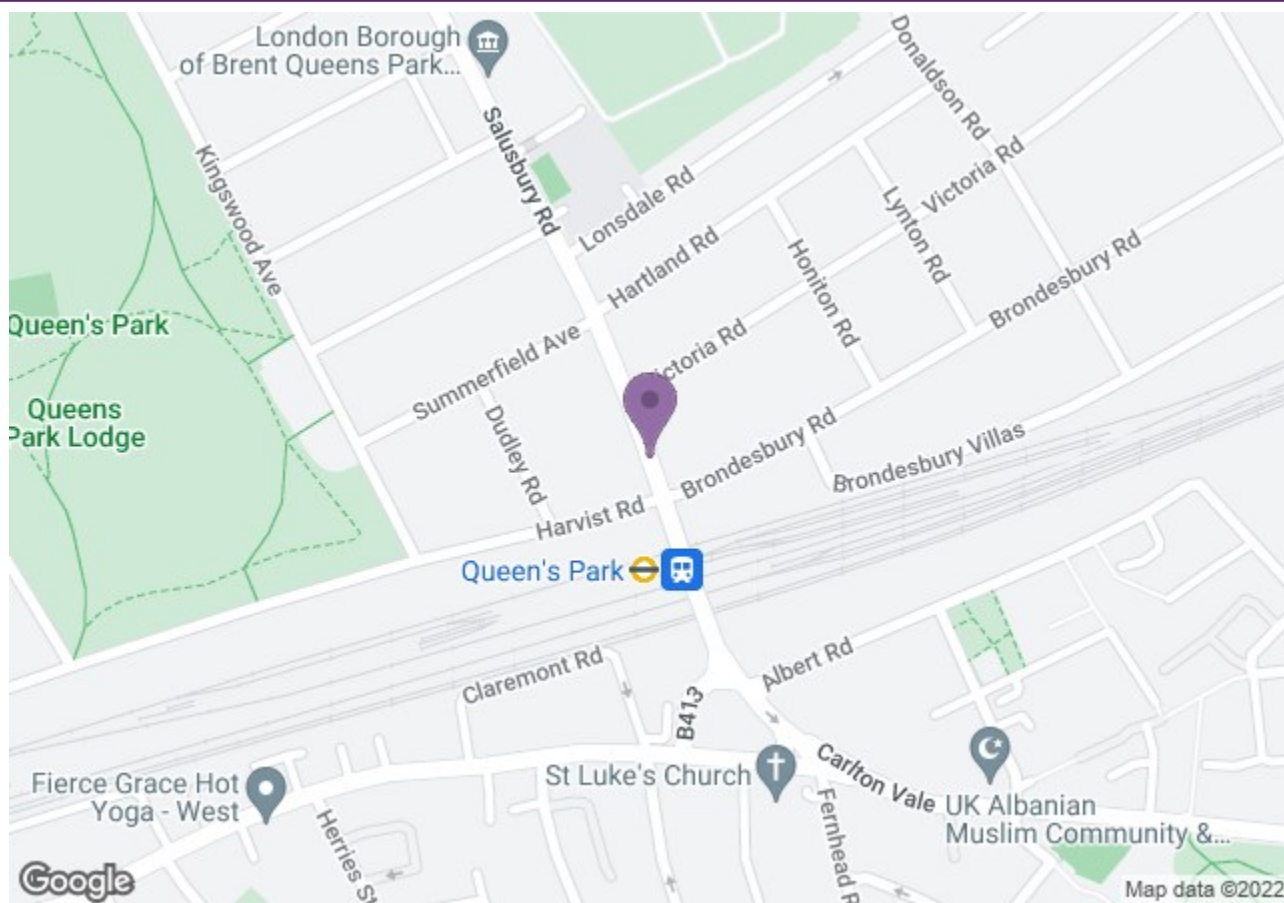 London Borough
of Brent Queens Park...
Donaldson Rd
Salusbury Rd
Kingswood Ave
Lonsdale Rd
Victoria Rd
Lynton Rd
Hartland Rd
Honiton Rd
Brondesbury Rd
Queen's Park
Summerfield Ave
ictoria Rd
Queens
Park Lodge
Dudley Rd
Brondesbury Rd
Brondesbury Villas
Harvist Rd
Queen's Park
Claremont Rd
Albert Rd
B413
Carlton Vale
St Luke's Church
Fierce Grace Hot
Yoga - West
Herries St
Fernhead R
UK Albanian
Muslim Community &...
Google
Map data ©2022